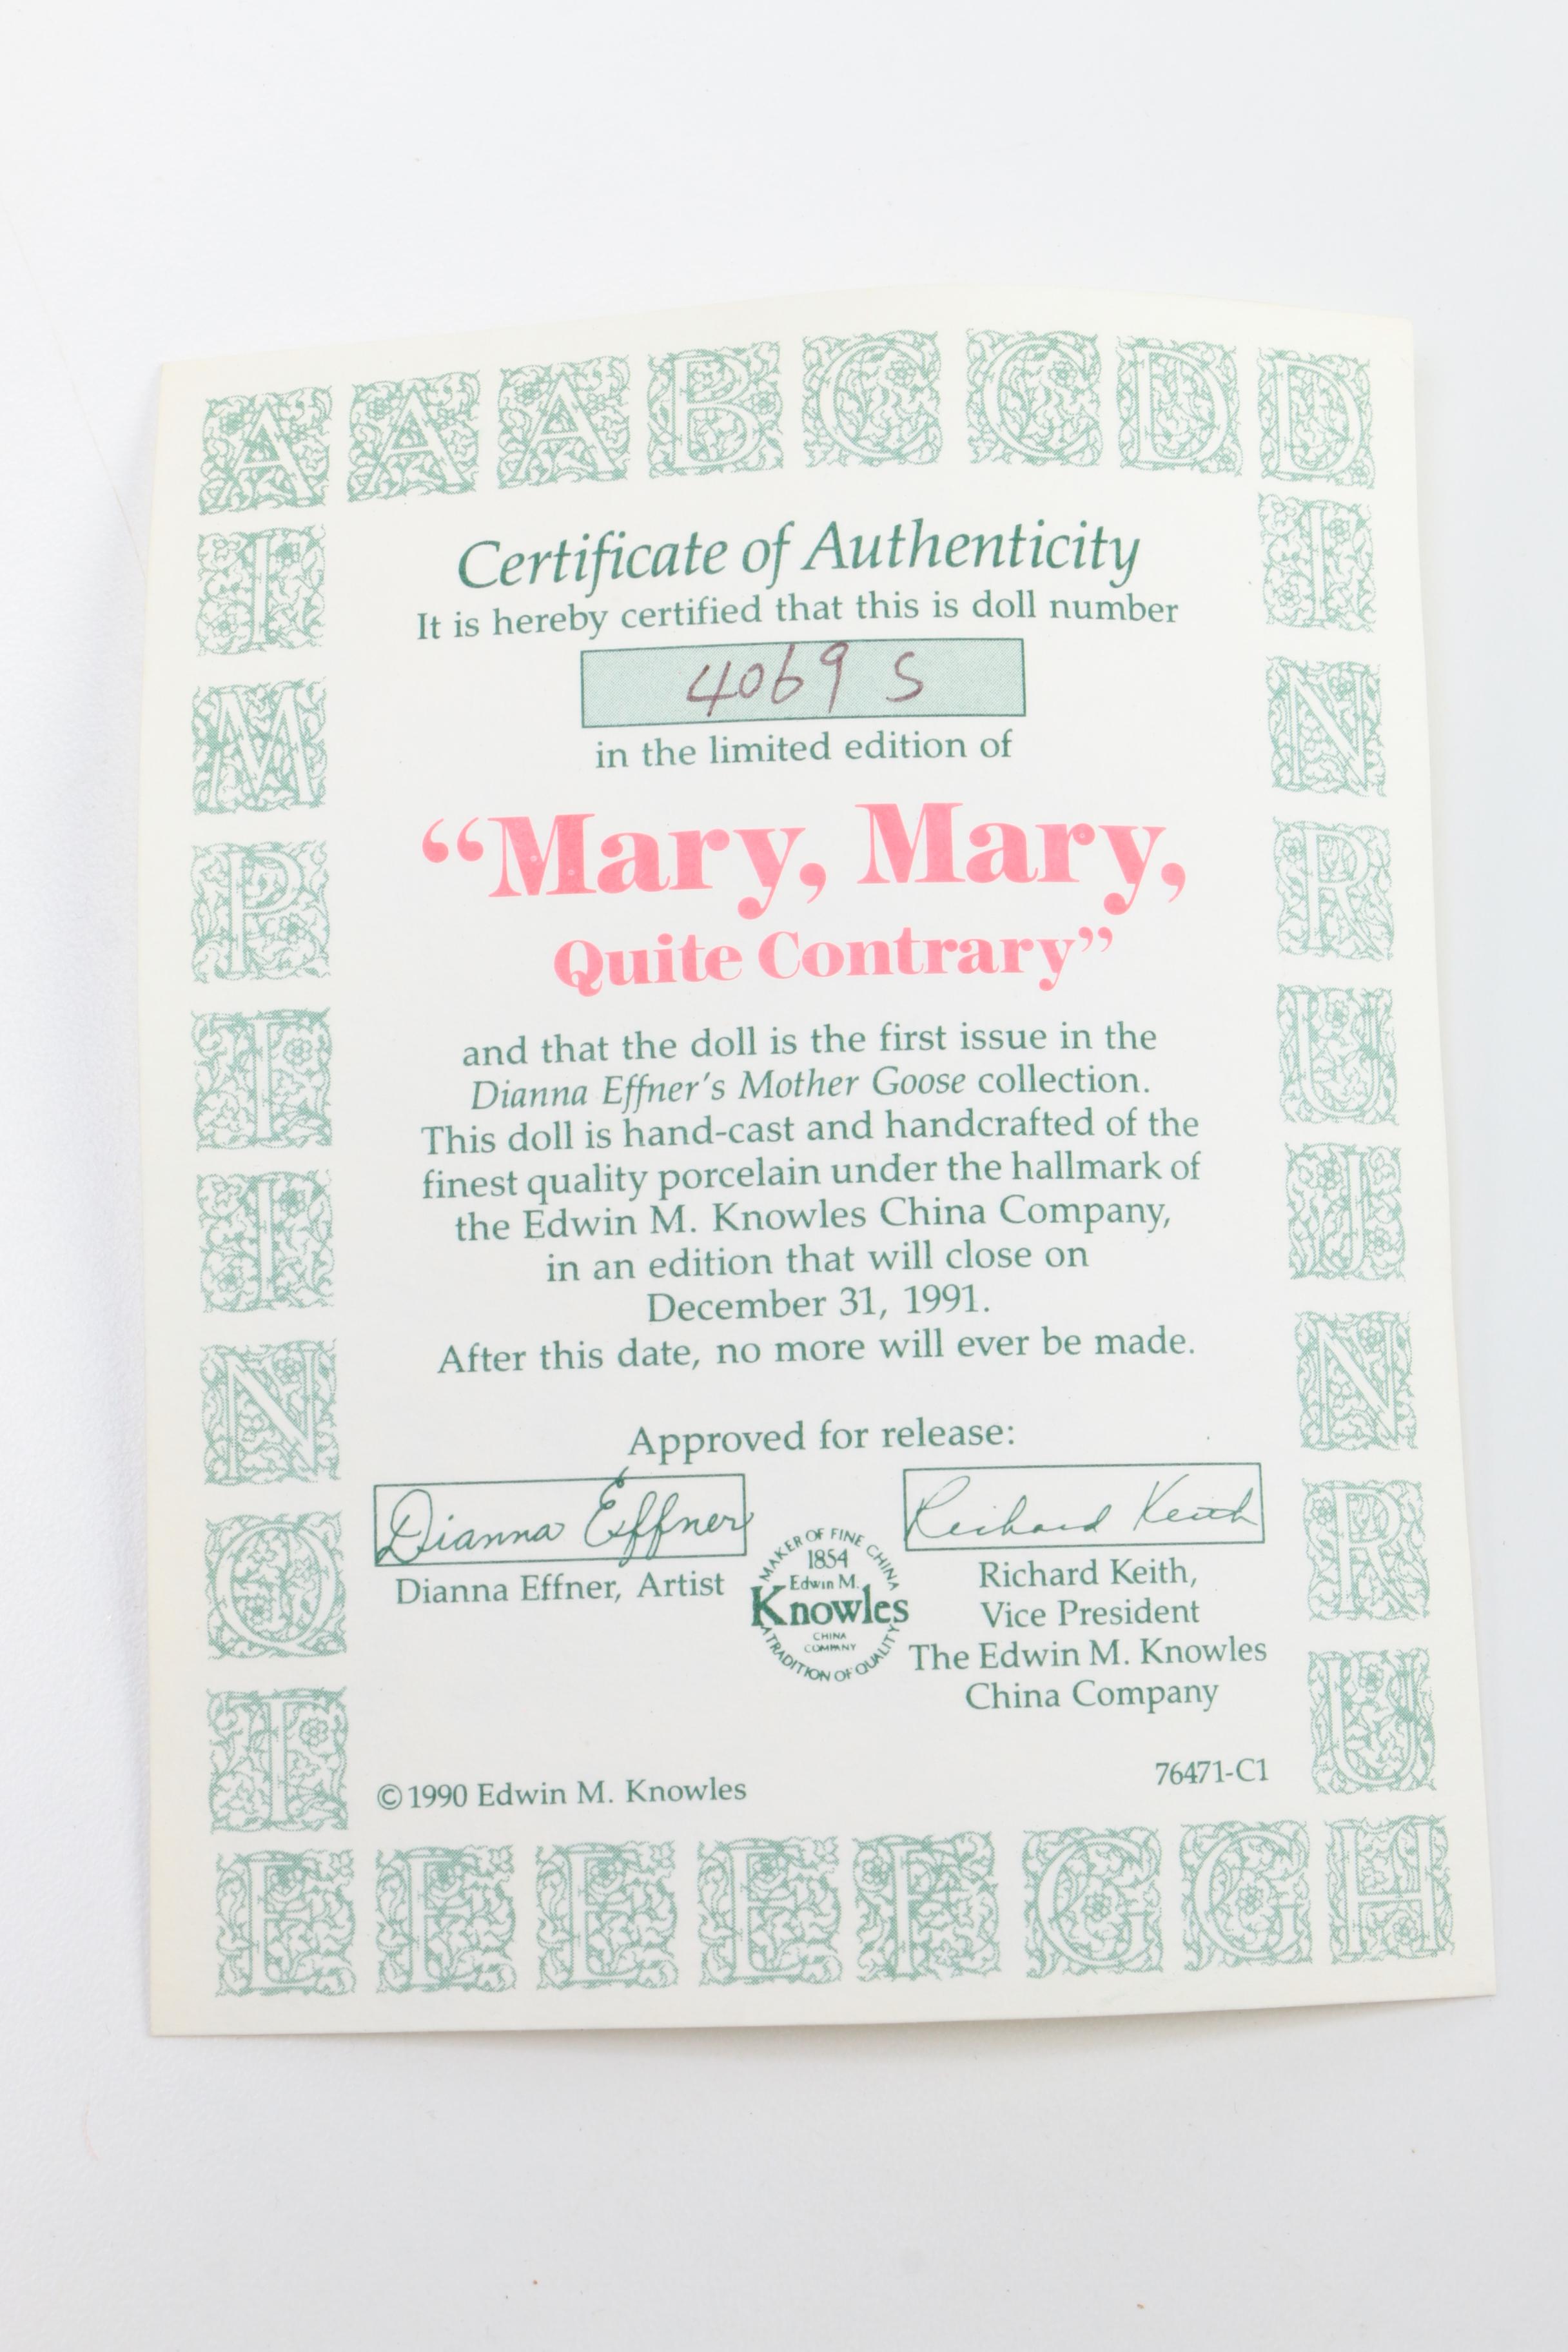 A A A B C C D D
Certificate of Authenticity
It is hereby certified that this is doll number
4069 S
in the limited edition of
“Mary, Mary,
Quite Contrary”
and that the doll is the first issue in the
Dianna Effner's Mother Goose collection.
This doll is hand-cast and handcrafted of the
finest quality porcelain under the hallmark of
the Edwin M. Knowles China Company,
in an edition that will close on
December 31, 1991.
After this date, no more will ever be made.
Approved for release:
Dianna Effner
Dianna Effner, Artist
MAKER OF FINE CHINA
1854
Edwin M.
Knowles
CHINA
COMPANY
A TRADITION OF QUALITY
Richard Keith
Richard Keith,
Vice President
The Edwin M. Knowles
China Company
©1990 Edwin M. Knowles
76471-C1